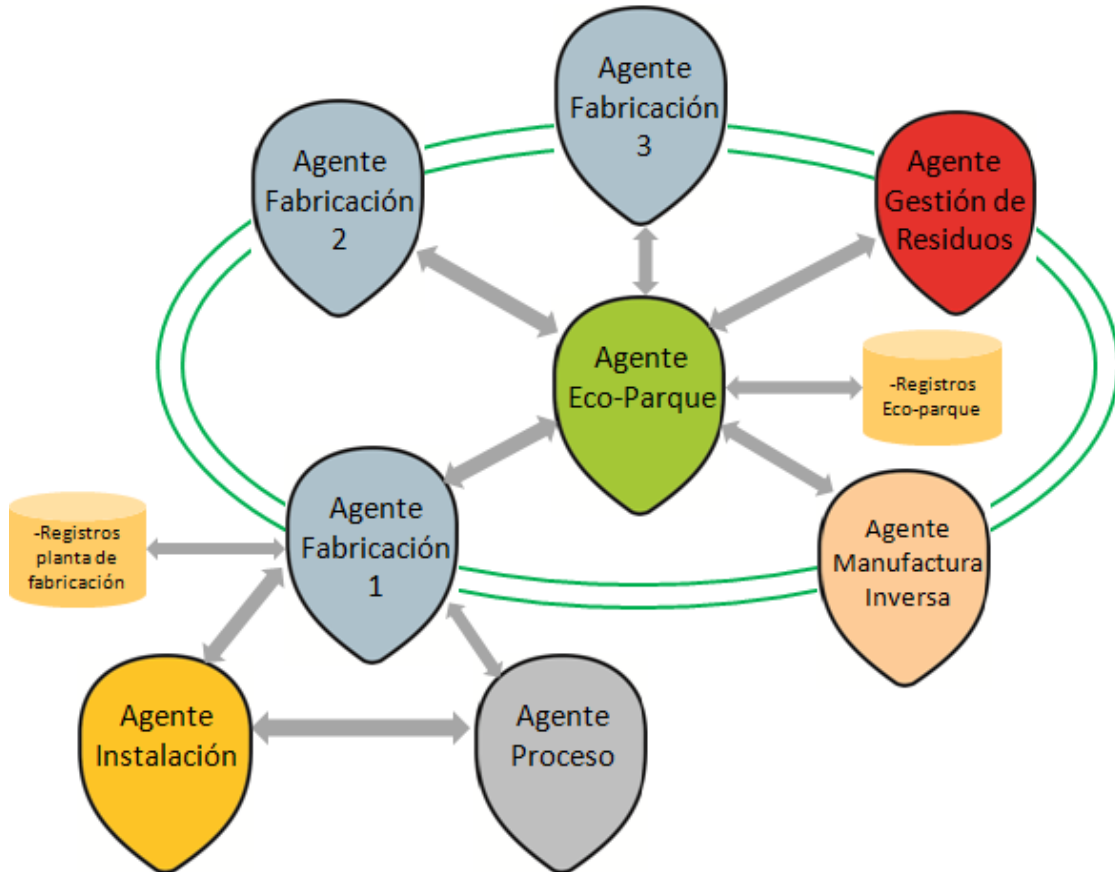 Agente
Fabricación
3
Agente
Fabricación
2
Agente
Gestión de
Residuos
Agente
Eco-Parque
-Registros
Eco-parque
-Registros
planta de
fabricación
Agente
Fabricación
1
Agente
Manufactura
Inversa
Agente
Instalación
Agente
Proceso